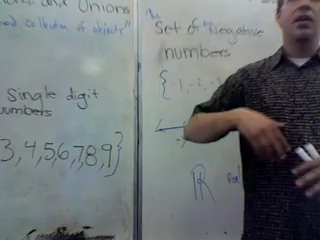 and Unions
collection of objects"
Single digit
numbers
3,4,5,6,7,8,9}
Set of Negative
numbers
{-1,-2,-3
ℝ